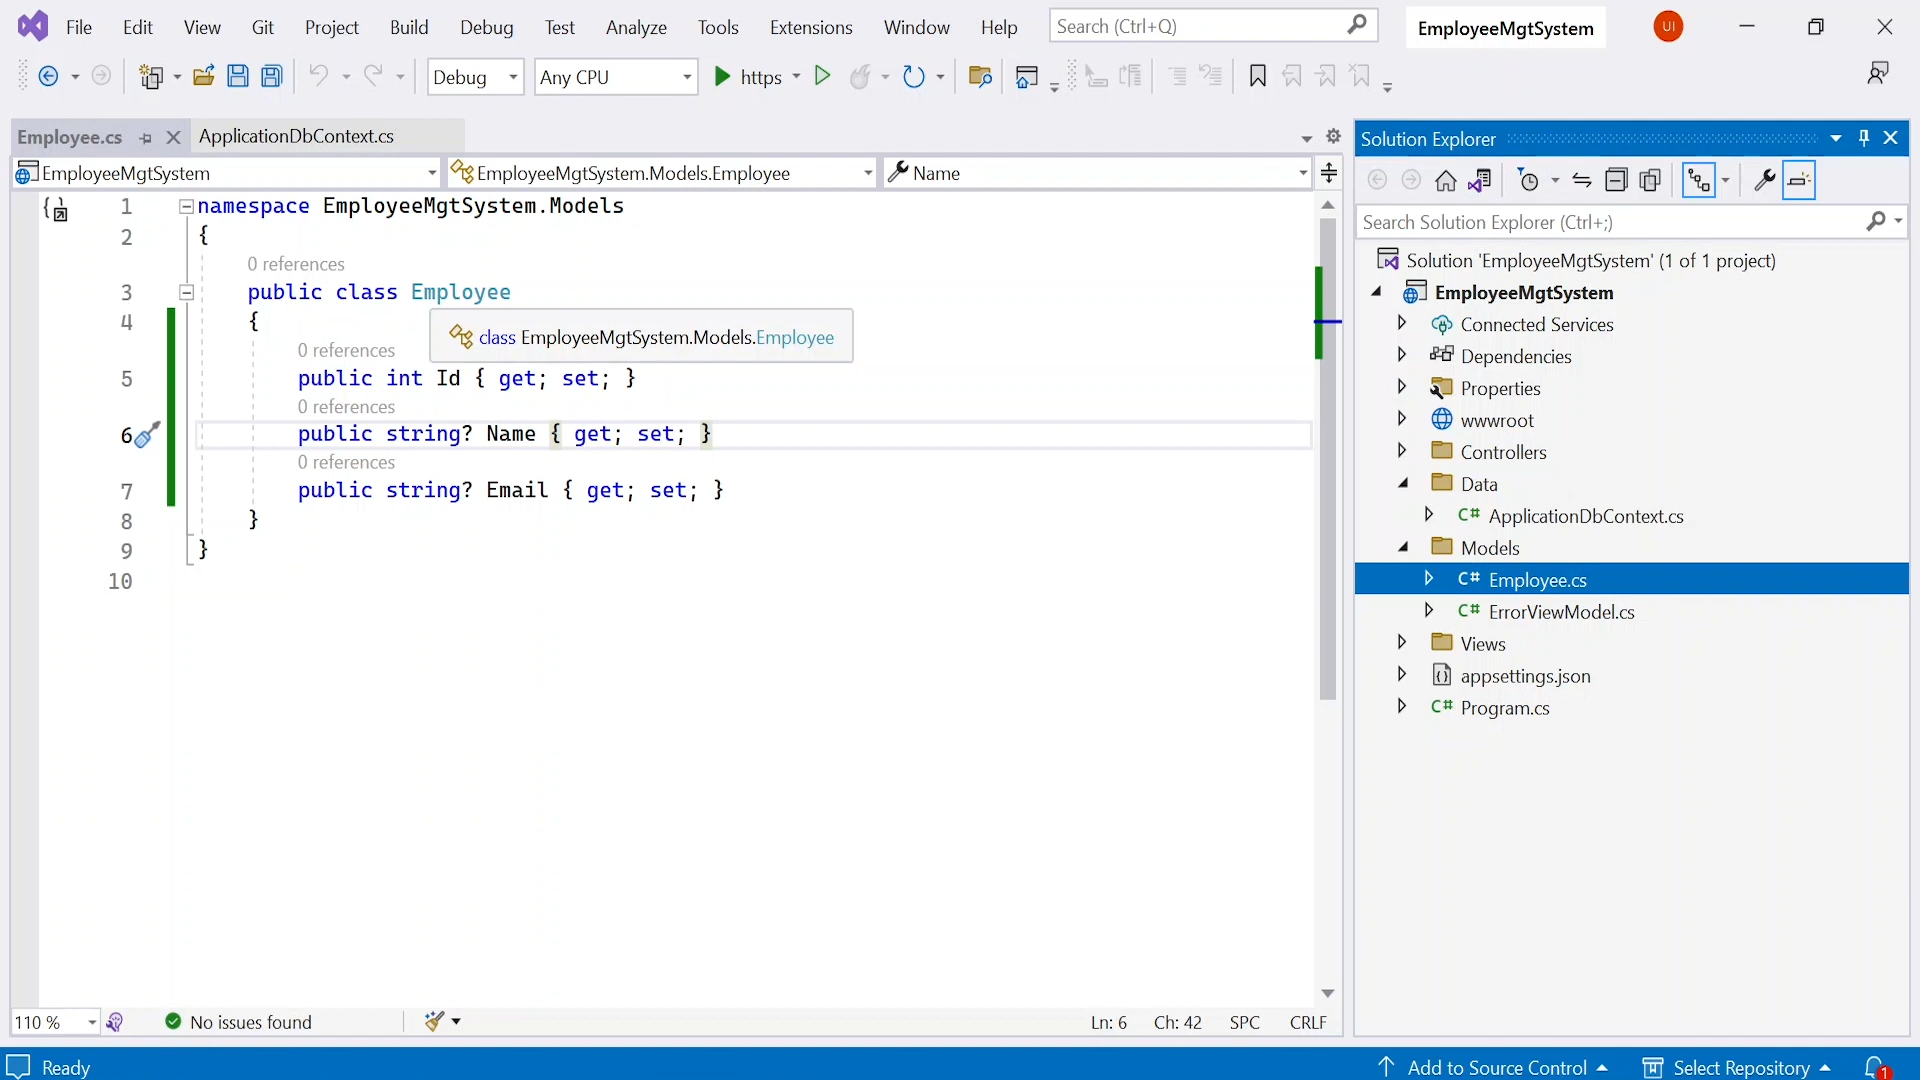 File Edit View Git Project Build Debug Test Analyze Tools Extensions Window Help Search (Ctrl+Q) EmployeeMgtSystem UI
Debug Any CPU https
Employee.cs ApplicationDbContext.cs
EmployeeMgtSystem EmployeeMgtSystem.Models.Employee Name
1 namespace EmployeeMgtSystem.Models
2 {
0 references
3 public class Employee
4 {
class EmployeeMgtSystem.Models.Employee
0 references
5 public int Id { get; set; }
0 references
6 public string? Name { get; set; }
0 references
7 public string? Email { get; set; }
8 }
9 }
10
110 % No issues found Ln: 6 Ch: 42 SPC CRLF
Solution Explorer
Search Solution Explorer (Ctrl+;)
Solution 'EmployeeMgtSystem' (1 of 1 project)
EmployeeMgtSystem
Connected Services
Dependencies
Properties
wwwroot
Controllers
Data
C# ApplicationDbContext.cs
Models
C# Employee.cs
C# ErrorViewModel.cs
Views
appsettings.json
C# Program.cs
Ready Add to Source Control Select Repository 1